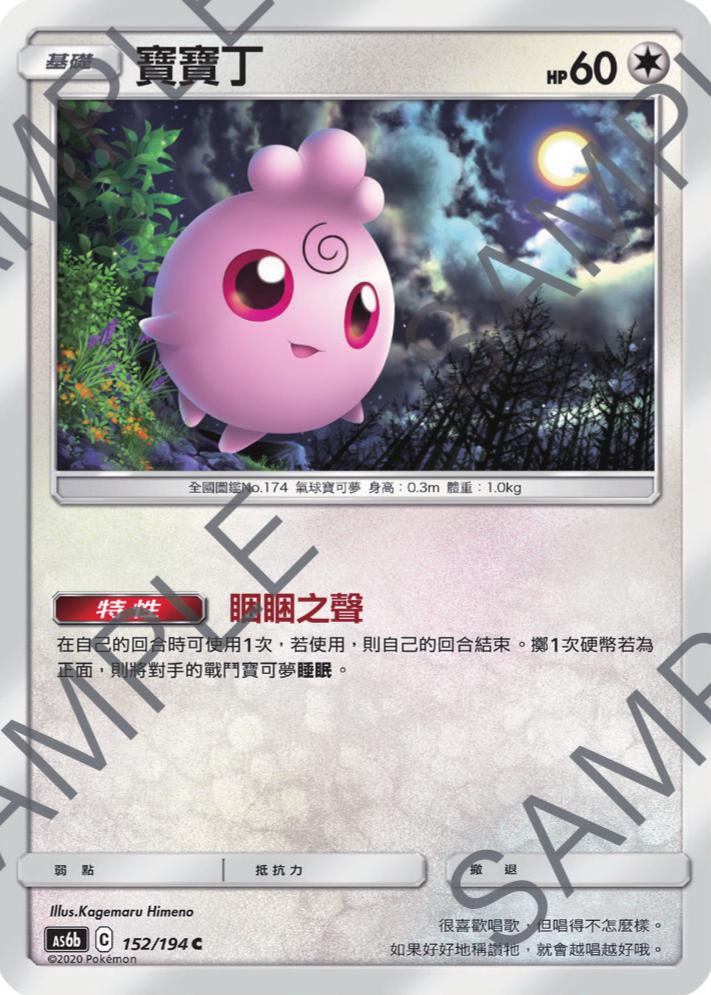 基礎 寶寶丁 HP60
全國圖鑑No.174 氣球寶可夢 身高：0.3m 體重：1.0kg
特性 睏睏之聲
在自己的回合時可使用1次，若使用，則自己的回合結束。擲1次硬幣若為
正面，則將對手的戰鬥寶可夢睡眠。
弱點 抵抗力 撤退
Illus.Kagemaru Himeno
AS6b C 152/194 C
©2020 Pokémon
很喜歡唱歌，但唱得不怎麼樣。
如果好好地稱讚牠，就會越唱越好哦。
SAMPLE
SAMPLE
SAMPLE
SAMPLE